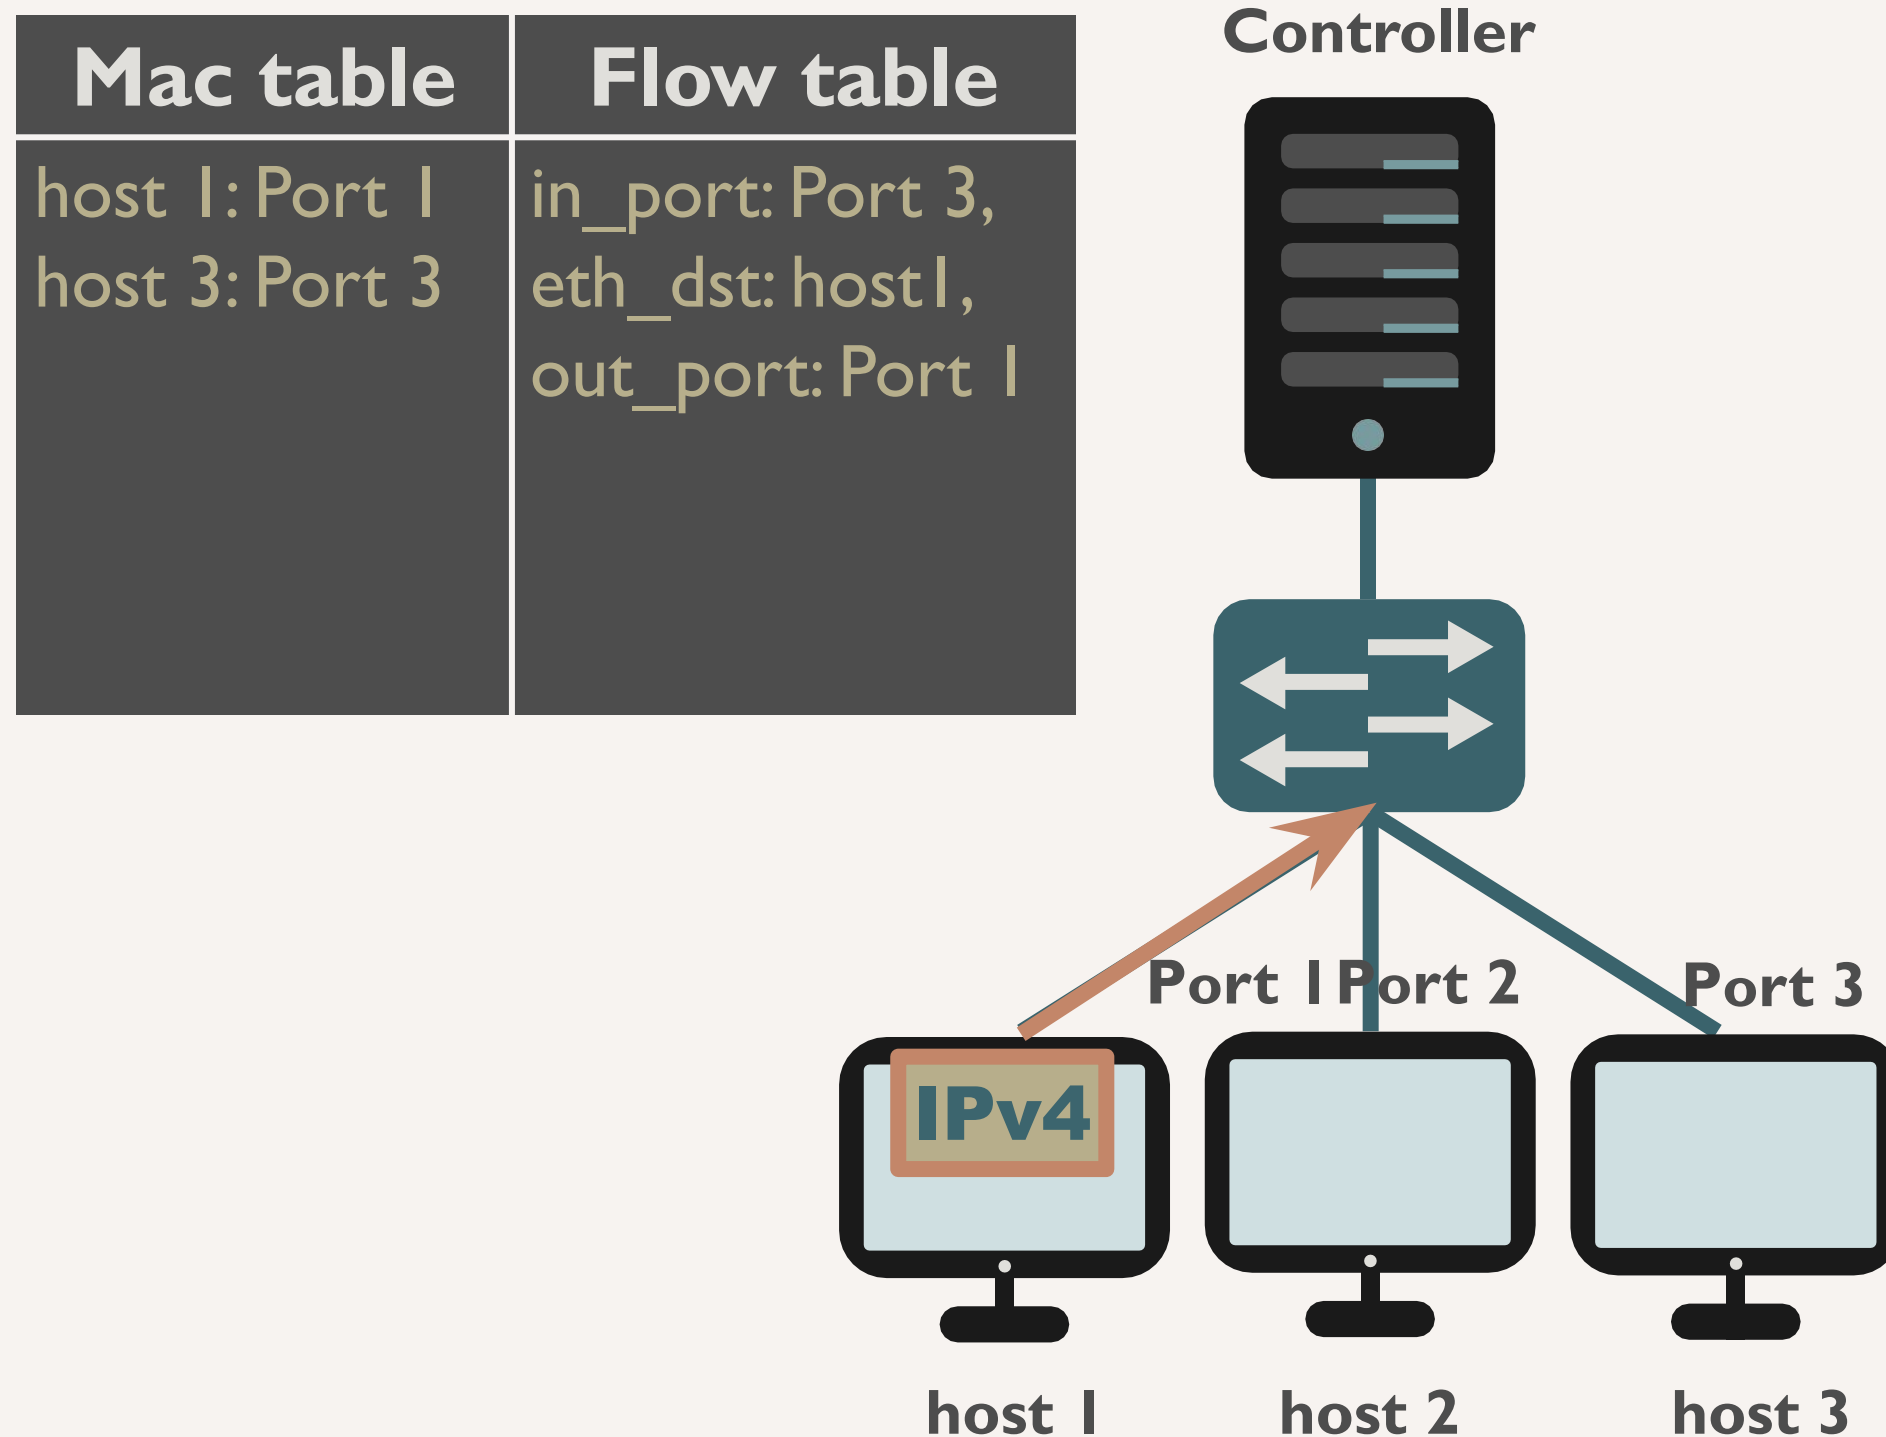 Controller
Mac table
Flow table
host 1: Port 1
host 3: Port 3
in_port: Port 3,
eth_dst: host1,
out_port: Port 1
Port 1
Port 2
Port 3
IPv4
host 1
host 2
host 3